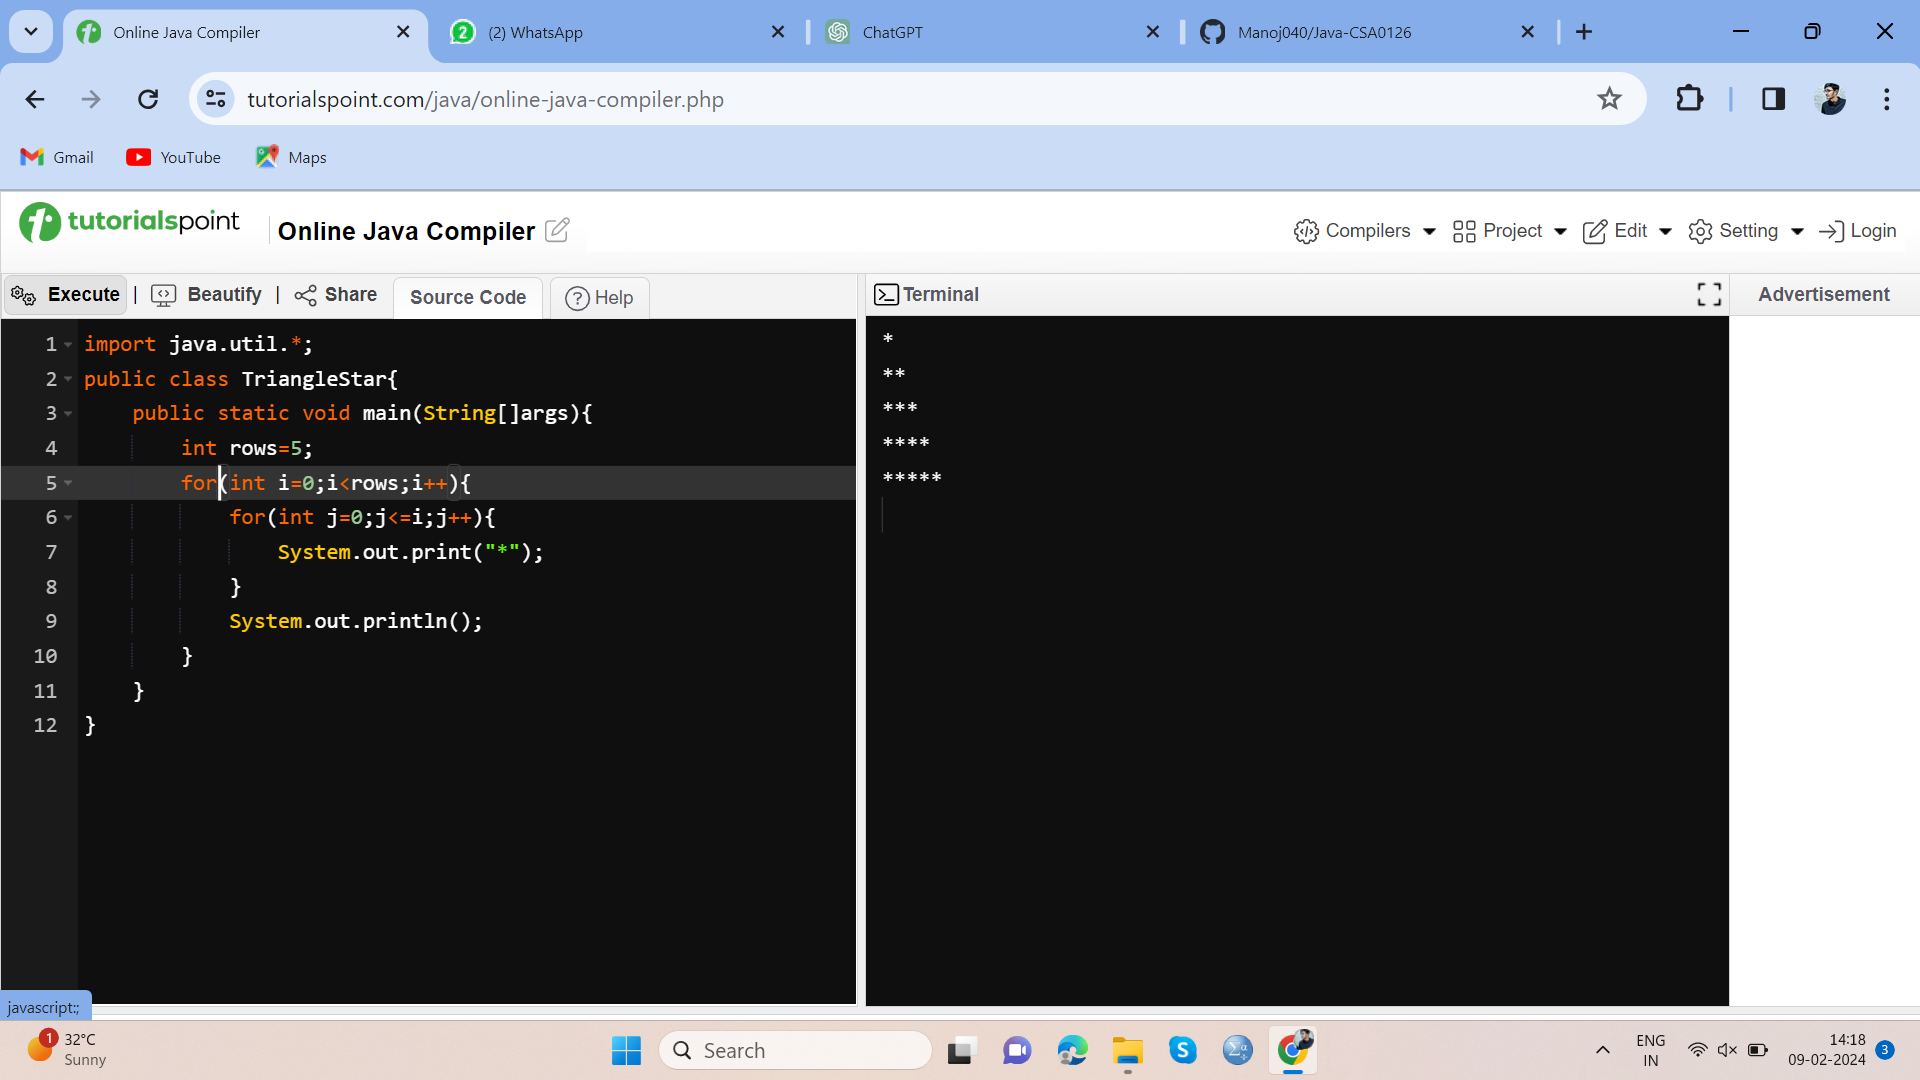 Online Java Compiler
(2) WhatsApp
ChatGPT
Manoj040/Java-CSA0126
tutorialspoint.com/java/online-java-compiler.php
Gmail
YouTube
Maps
tutorialspoint
Online Java Compiler
Compilers
Project
Edit
Setting
Login
Execute | Beautify | Share
Source Code
Help
Terminal
Advertisement
1 import java.util.*;
2 public class TriangleStar{
3     public static void main(String[]args){
4         int rows=5;
5         for(int i=0;i<rows;i++){
6             for(int j=0;j<=i;j++){
7                 System.out.print("*");
8             }
9             System.out.println();
10         }
11     }
12 }
*
**
***
****
*****
javascript:;
1
32°C
Sunny
Search
ENG
IN
14:18
09-02-2024
3